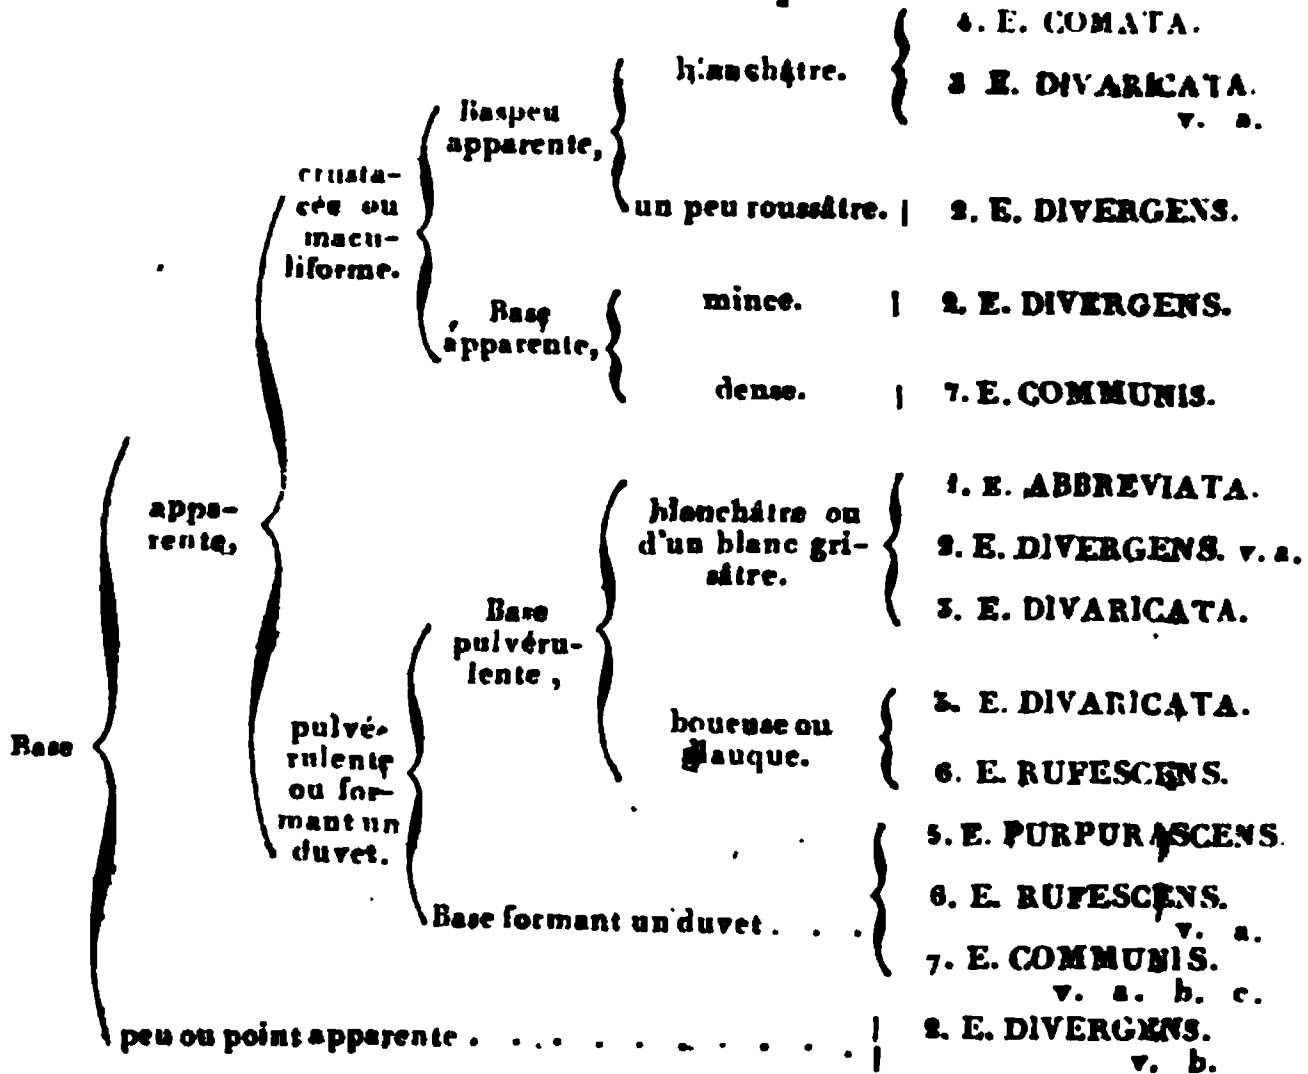 4. E. COMATA.
blanchâtre.
3 E. DIVARICATA.
v. a.
Bas peu
apparente,
crusta-
cée ou
macu-
liforme.
un peu roussâtre. | 2. E. DIVERGENS.
Base
apparente,
mince. | 2. E. DIVERGENS.
dense. | 7. E. COMMUNIS.
appa-
rente,
1. E. ABBREVIATA.
blanchâtre ou
d'un blanc gri-
sâtre.
2. E. DIVERGENS. v. a.
3. E. DIVARICATA.
Base
pulvéru-
lente ,
3. E. DIVARICATA.
boueuse ou
glauque.
6. E. RUFESCENS.
Base
pulvé-
rulente
ou for-
mant un
duvet.
5. E. PURPURASCENS.
6. E. RUFESCENS.
v. a.
Base formant un duvet . . .
7. E. COMMUNIS.
v. a. b. c.
peu ou point apparente . . . . . . . . . . | 2. E. DIVERGENS.
v. b.